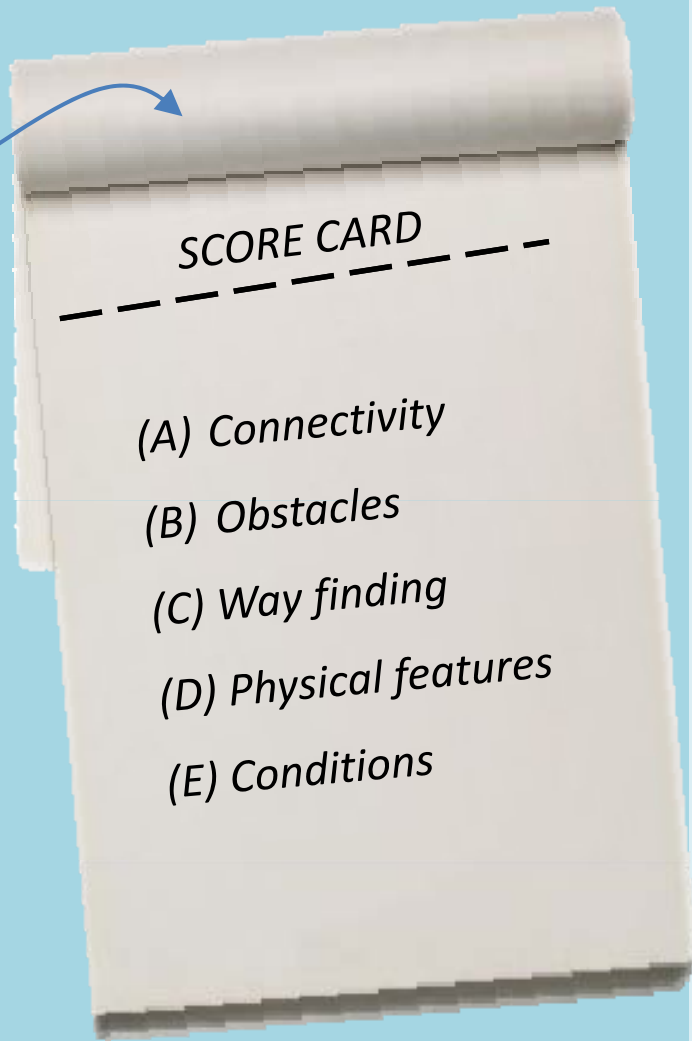 SCORE CARD
(A) Connectivity
(B) Obstacles
(C) Way finding
(D) Physical features
(E) Conditions